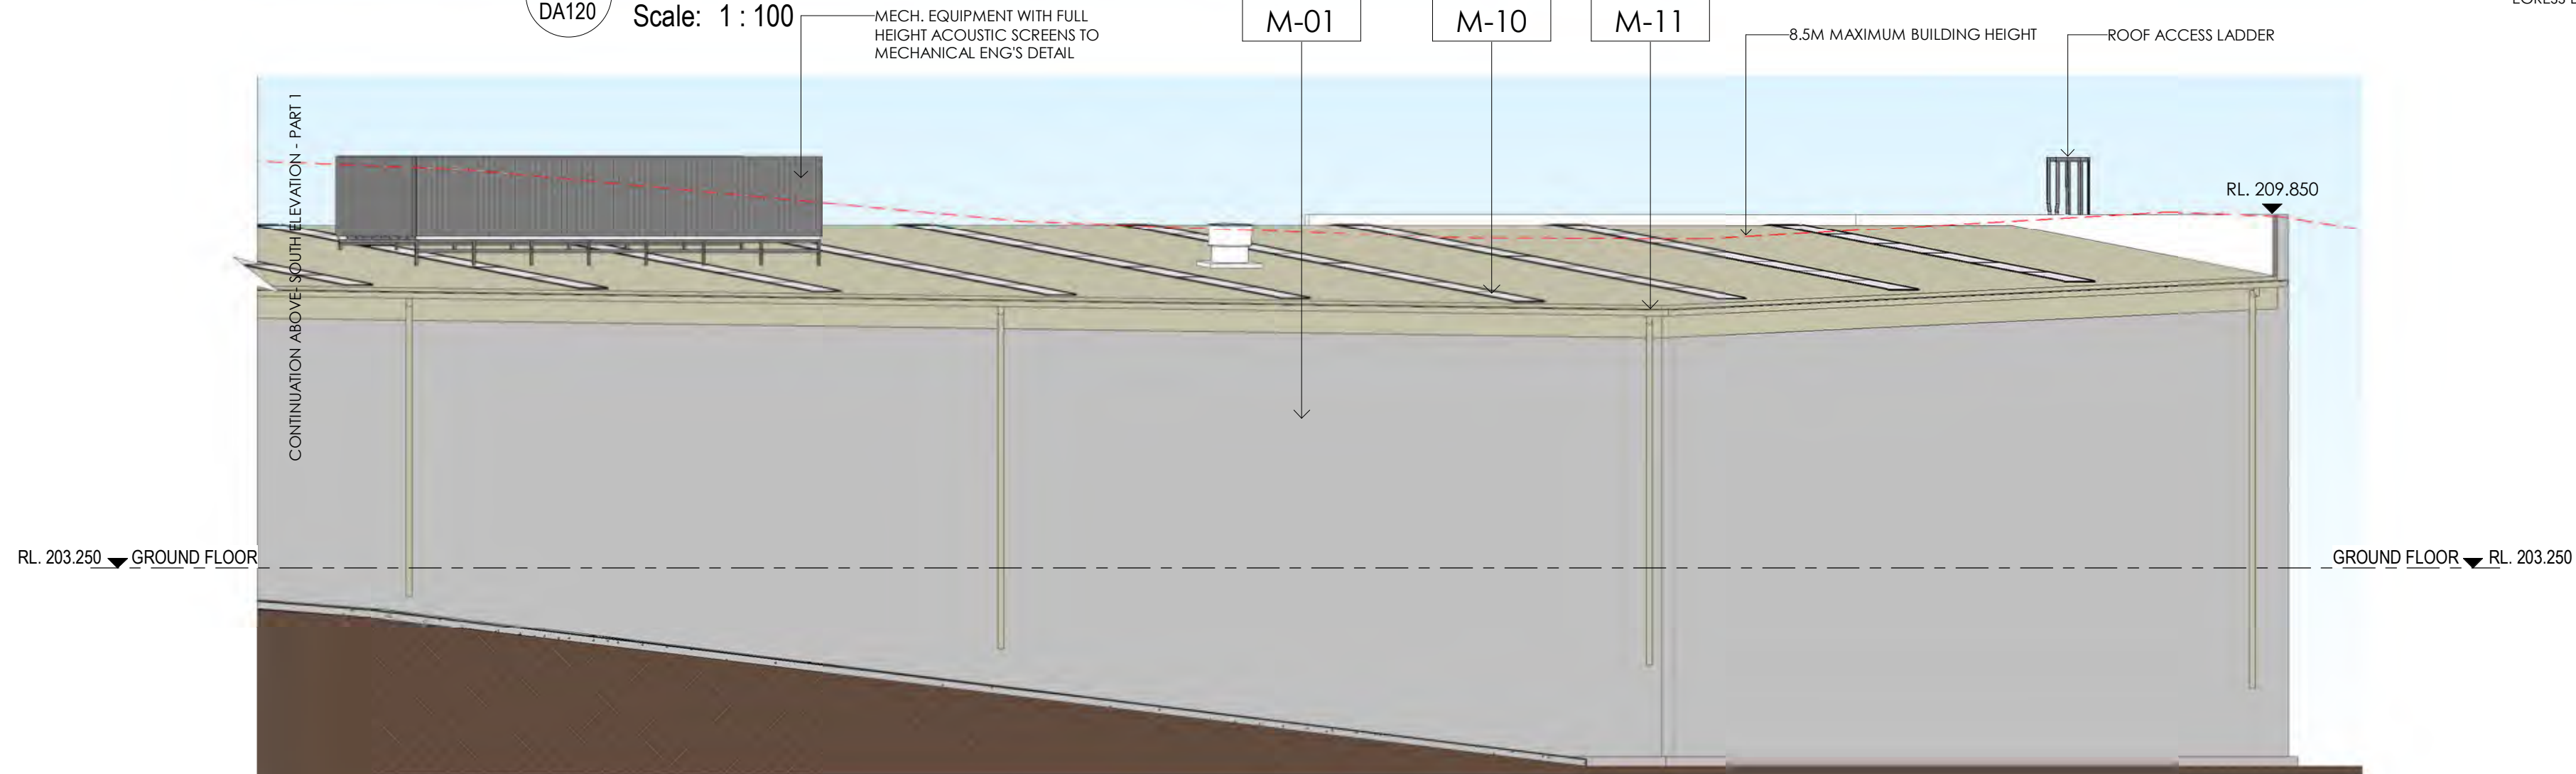 DA120
Scale: 1 : 100
MECH. EQUIPMENT WITH FULL
HEIGHT ACOUSTIC SCREENS TO
MECHANICAL ENG'S DETAIL
M-01
M-10
M-11
8.5M MAXIMUM BUILDING HEIGHT
ROOF ACCESS LADDER
CONTINUATION ABOVE- SOUTH ELEVATION - PART 1
RL. 209.850
RL. 203.250
GROUND FLOOR
GROUND FLOOR
RL. 203.250